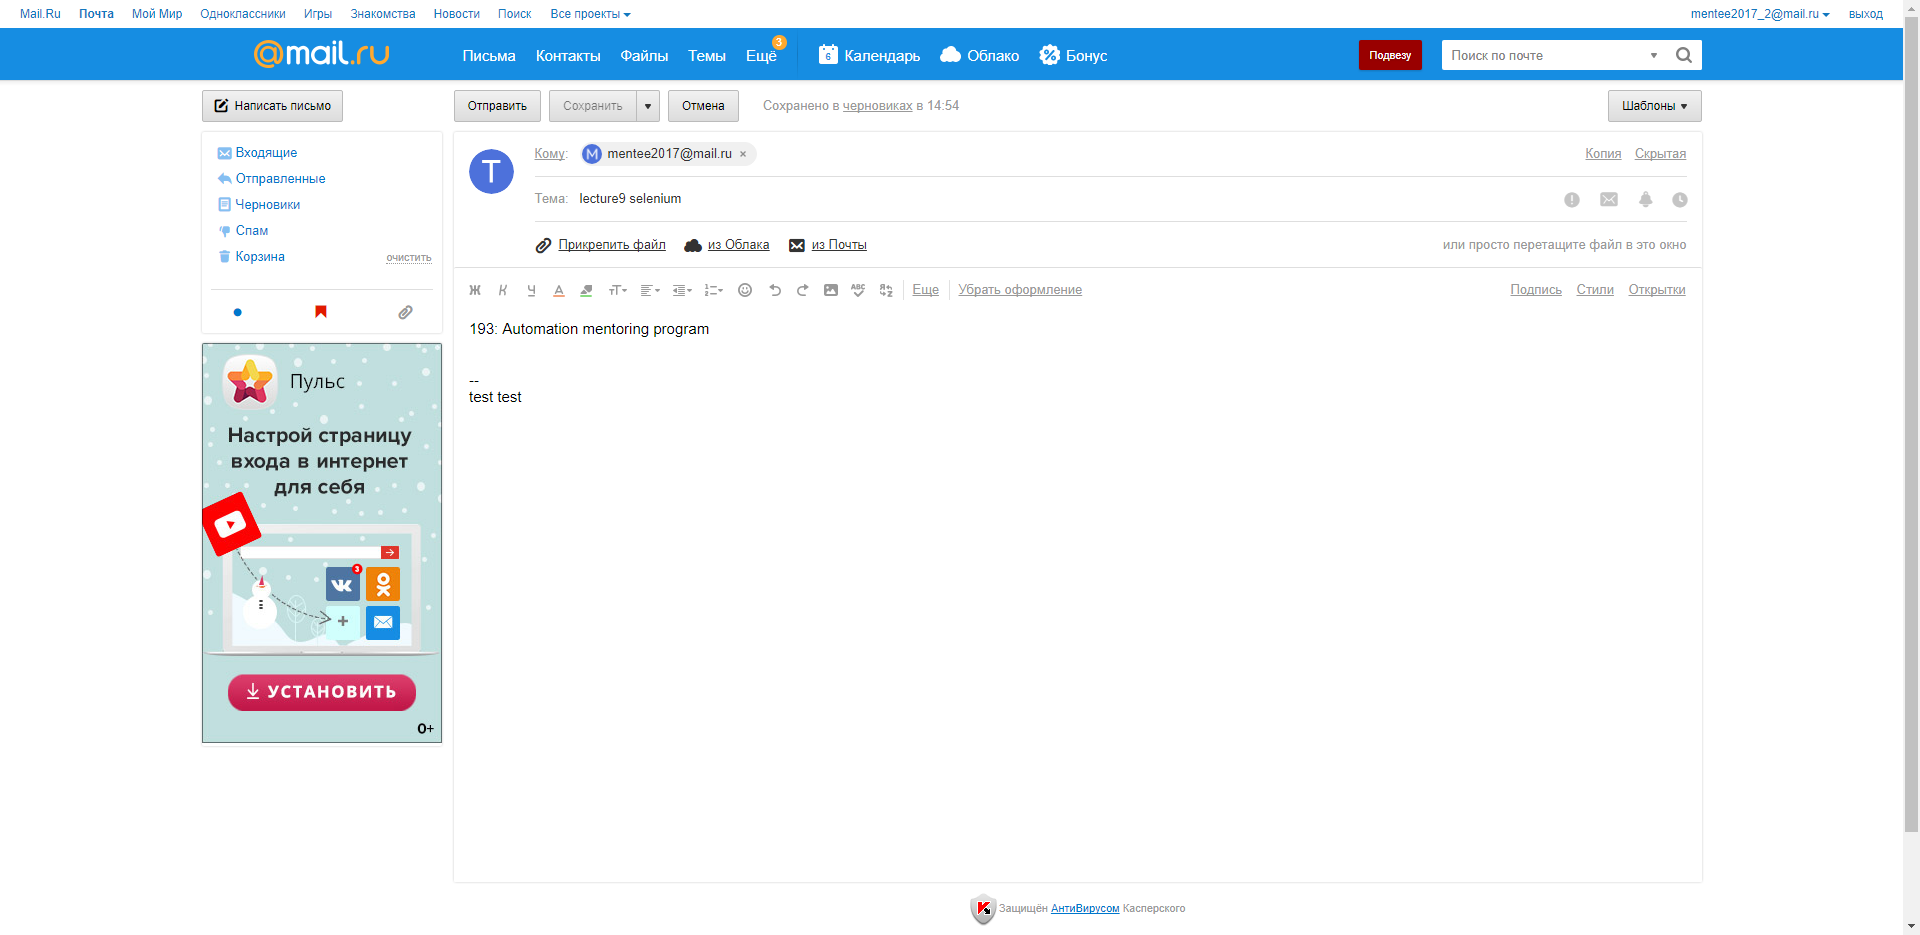 Mail.Ru Почта Мой Мир Одноклассники Игры Знакомства Новости Поиск Все проекты mentee2017_2@mail.ru выход
@mail.ru Письма Контакты Файлы Темы Ещё 3 6 Календарь Облако Бонус Подвезу Поиск по почте
Написать письмо Отправить Сохранить Отмена Сохранено в черновиках в 14:54 Шаблоны
Входящие
Отправленные
Черновики
Спам
Корзина очистить
T Кому: M mentee2017@mail.ru × Копия Скрытая
Тема: lecture9 selenium
Прикрепить файл из Облака из Почты или просто перетащите файл в это окно
Ж К Ч А тТ ABC Еще Убрать оформление Подпись Стили Открытки
193: Automation mentoring program
--
test test
Пульс
Настрой страницу
входа в интернет
для себя
3
УСТАНОВИТЬ
0+
Защищён АнтиВирусом Касперского